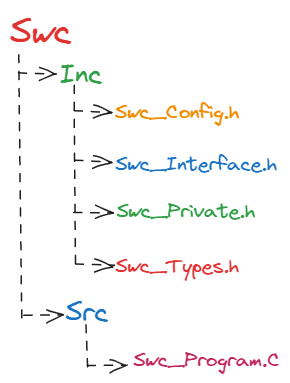 Swc
Inc
Swc_Config.h
Swc_Interface.h
Swc_Private.h
Swc_Types.h
Src
Swc_Program.C